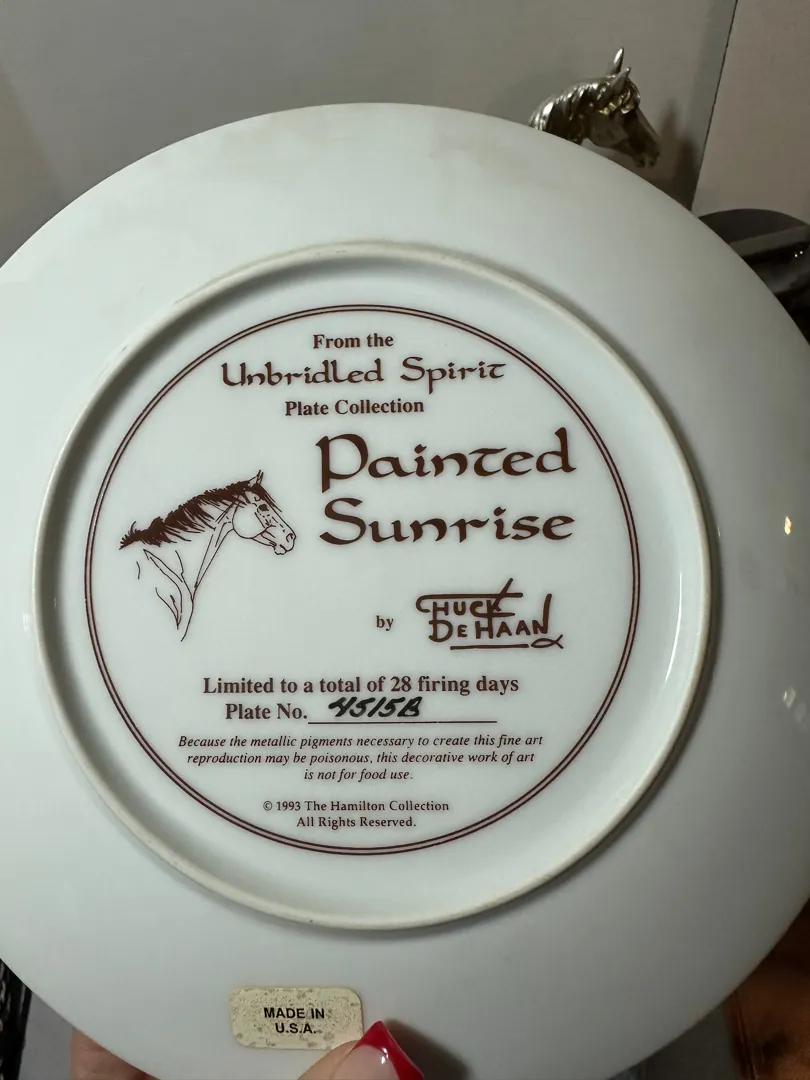 From the
Unbridled Spirit
Plate Collection
Painted
Sunrise
by CHUCK
DEHAAN
Limited to a total of 28 firing days
Plate No. 4515B
Because the metallic pigments necessary to create this fine art
reproduction may be poisonous, this decorative work of art
is not for food use.
© 1993 The Hamilton Collection
All Rights Reserved.
MADE IN
U.S.A.